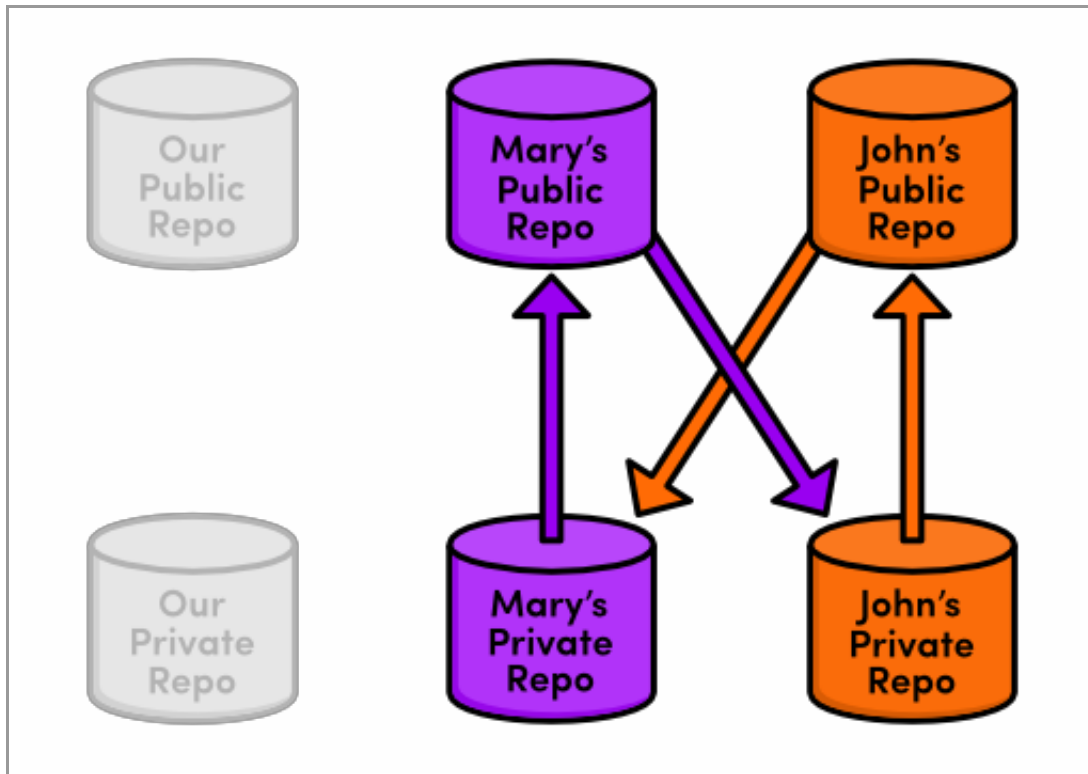 Our
Public
Repo
Mary's
Public
Repo
John's
Public
Repo
Our
Private
Repo
Mary's
Private
Repo
John's
Private
Repo